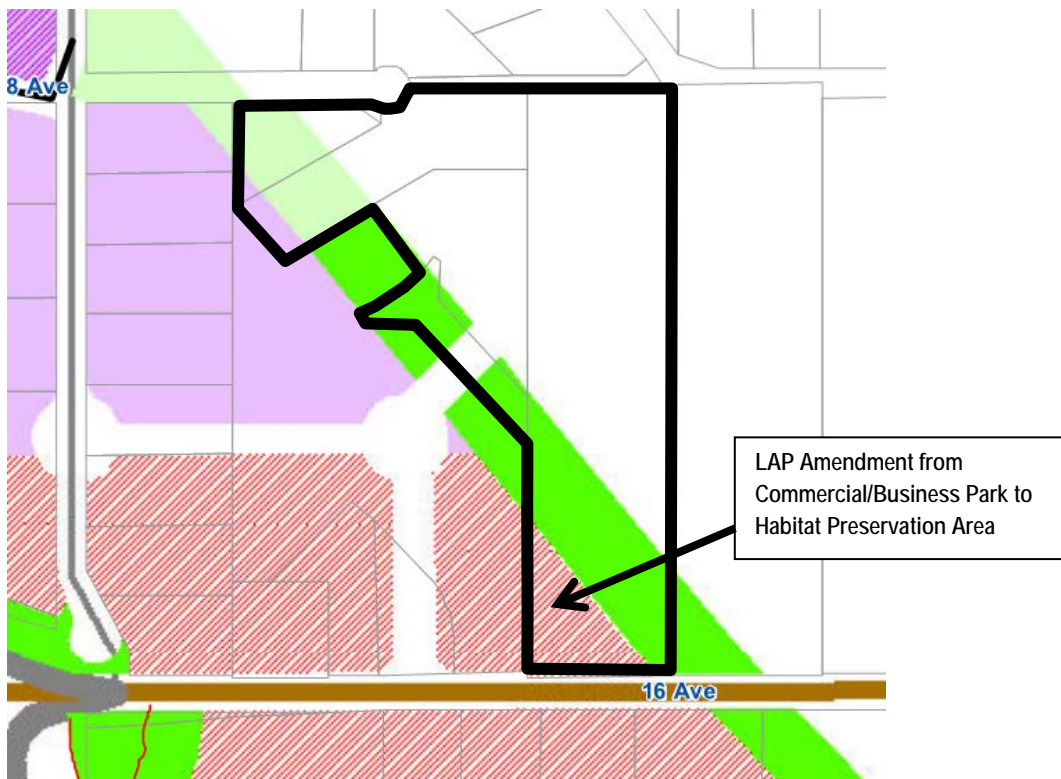 8 Ave
LAP Amendment from
Commercial/Business Park to
Habitat Preservation Area
16 Ave